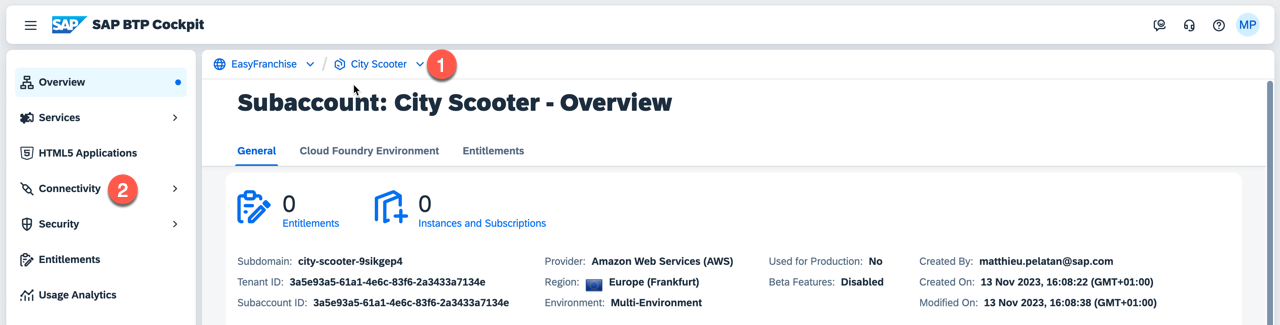 SAP SAP BTP Cockpit MP
Overview
Services
HTML5 Applications
Connectivity 2
Security
Entitlements
Usage Analytics
EasyFranchise / City Scooter 1
Subaccount: City Scooter - Overview
General Cloud Foundry Environment Entitlements
0 Entitlements
0 Instances and Subscriptions
Subdomain: city-scooter-9sikgep4 Provider: Amazon Web Services (AWS) Used for Production: No Created By: matthieu.pelatan@sap.com
Tenant ID: 3a5e93a5-61a1-4e6c-83f6-2a3433a7134e Region: Europe (Frankfurt) Beta Features: Disabled Created On: 13 Nov 2023, 16:08:22 (GMT+01:00)
Subaccount ID: 3a5e93a5-61a1-4e6c-83f6-2a3433a7134e Environment: Multi-Environment Modified On: 13 Nov 2023, 16:08:38 (GMT+01:00)